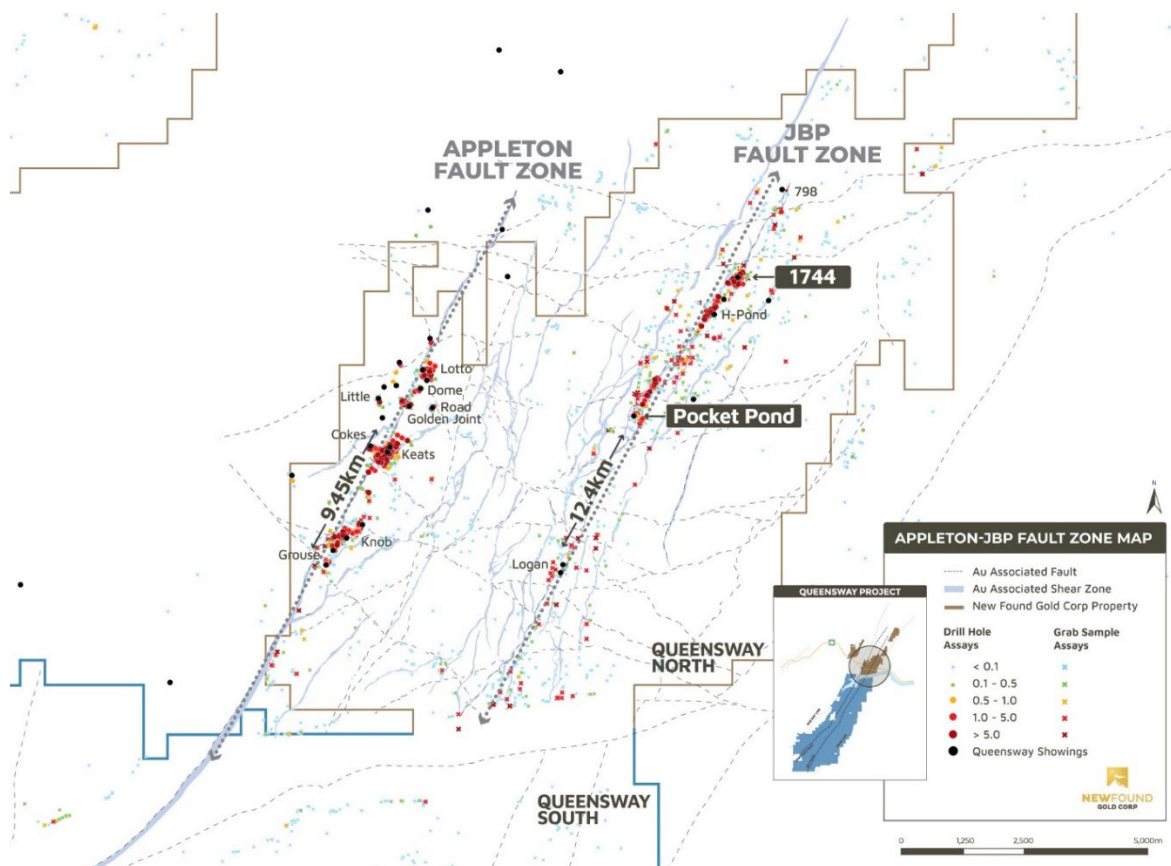 APPLETON
FAULT ZONE
JBP
FAULT ZONE
798
1744
H-Pond
Lotto
Dome
Little
Road
Golden Joint
Pocket Pond
Cokes
Keats
9.45km
12.4km
Knob
Grouse
Logan
QUEENSWAY
NORTH
QUEENSWAY
SOUTH
N
APPLETON-JBP FAULT ZONE MAP
Au Associated Fault
Au Associated Shear Zone
New Found Gold Corp Property
Drill Hole
Assays
Grab Sample
Assays
< 0.1
0.1 - 0.5
0.5 - 1.0
1.0 - 5.0
> 5.0
Queensway Showings
QUEENSWAY PROJECT
NEWFOUND
GOLD CORP
0 1,250 2,500 5,000m